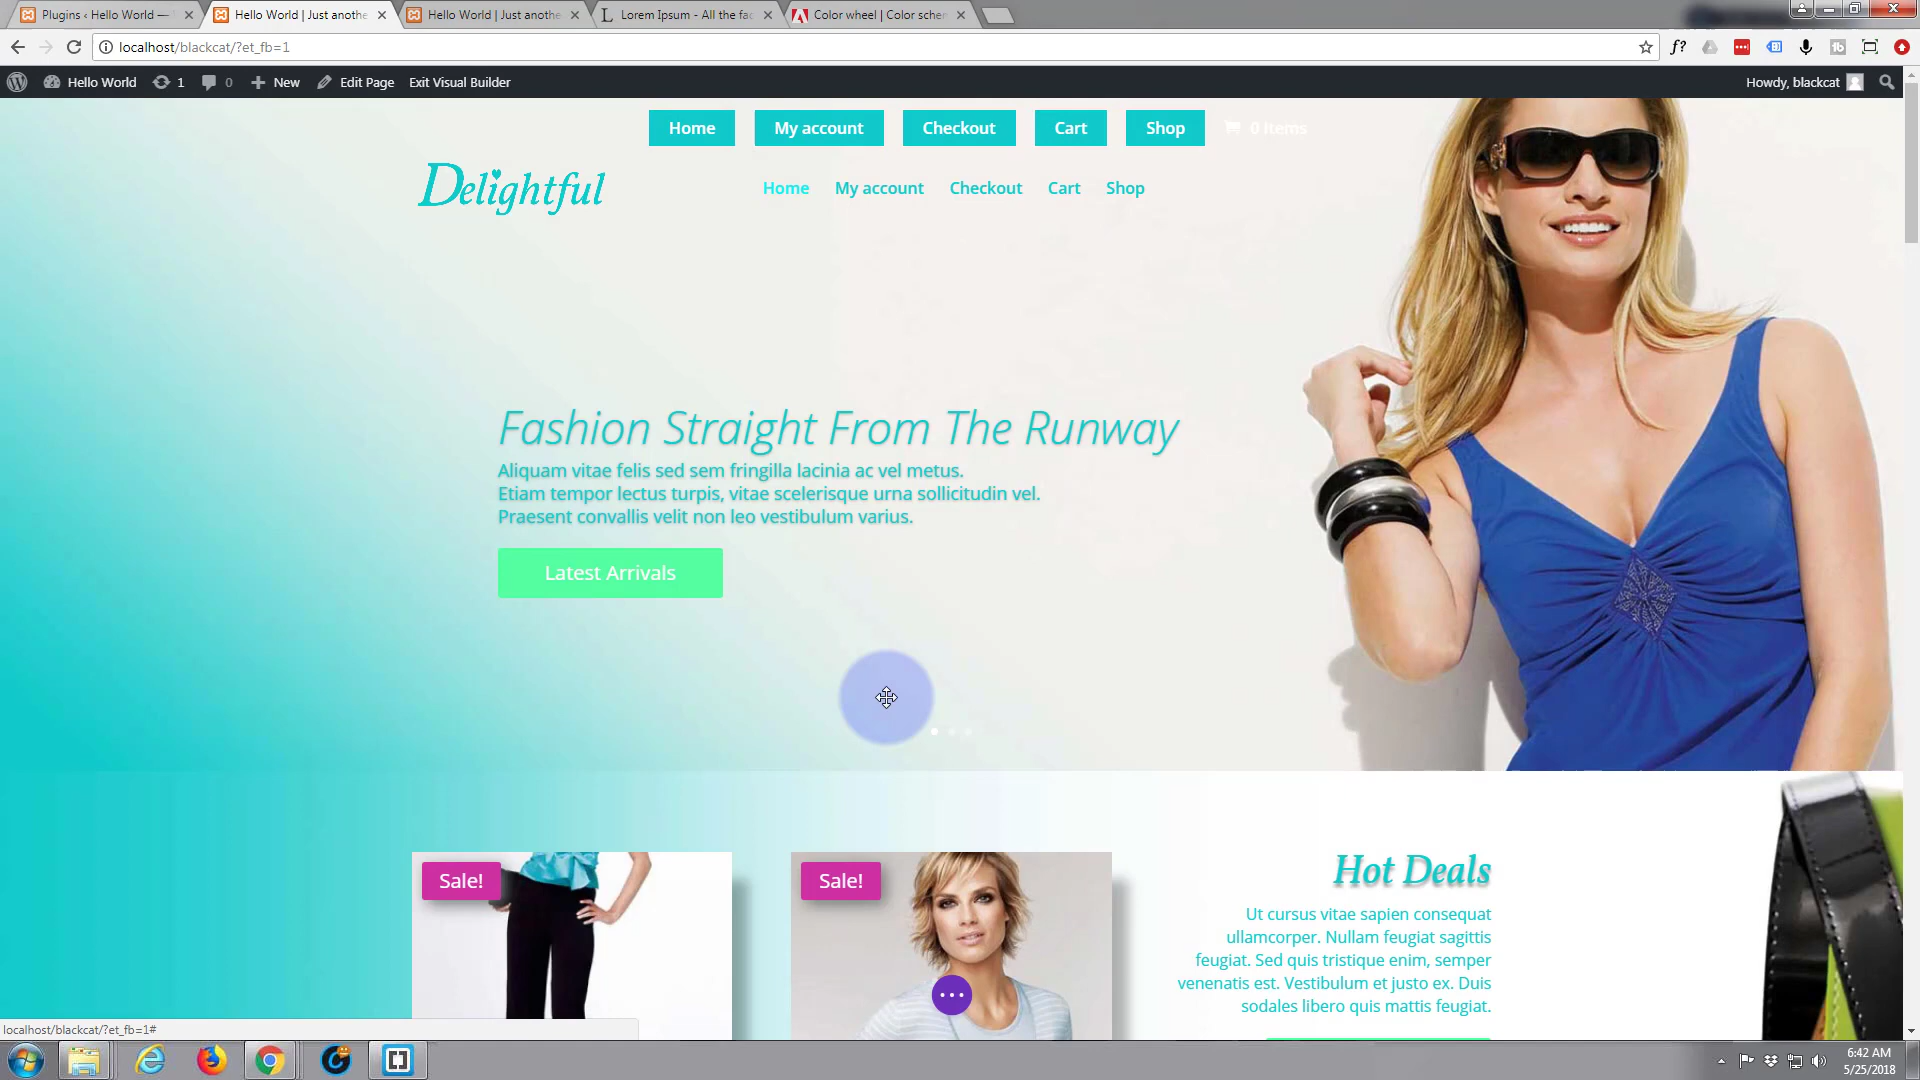 Plugins ‹ Hello World —
Hello World | Just anothe
Hello World | Just anothe
Lorem Ipsum - All the fac
Color wheel | Color schem
localhost/blackcat/?et_fb=1
Hello World
1
0
New
Edit Page
Exit Visual Builder
Howdy, blackcat
Home
My account
Checkout
Cart
Shop
0 Items
Delightful
Home
My account
Checkout
Cart
Shop
Fashion Straight From The Runway
Aliquam vitae felis sed sem fringilla lacinia ac vel metus.
Etiam tempor lectus turpis, vitae scelerisque urna sollicitudin vel.
Praesent convallis velit non leo vestibulum varius.
Latest Arrivals
Sale!
Sale!
Hot Deals
Ut cursus vitae sapien consequat
ullamcorper. Nullam feugiat sagittis
feugiat. Sed quis tristique enim, semper
venenatis est. Vestibulum et justo ex. Duis
sodales libero quis mattis feugiat.
localhost/blackcat/?et_fb=1#
6:42 AM
5/25/2018